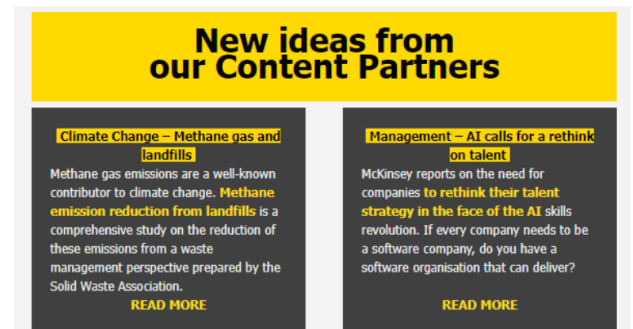 New ideas from
our Content Partners
Climate Change – Methane gas and
landfills
Methane gas emissions are a well-known
contributor to climate change. Methane
emission reduction from landfills is a
comprehensive study on the reduction of
these emissions from a waste
management perspective prepared by the
Solid Waste Association.
READ MORE
Management – AI calls for a rethink
on talent
McKinsey reports on the need for
companies to rethink their talent
strategy in the face of the AI skills
revolution. If every company needs to be
a software company, do you have a
software organisation that can deliver?
READ MORE